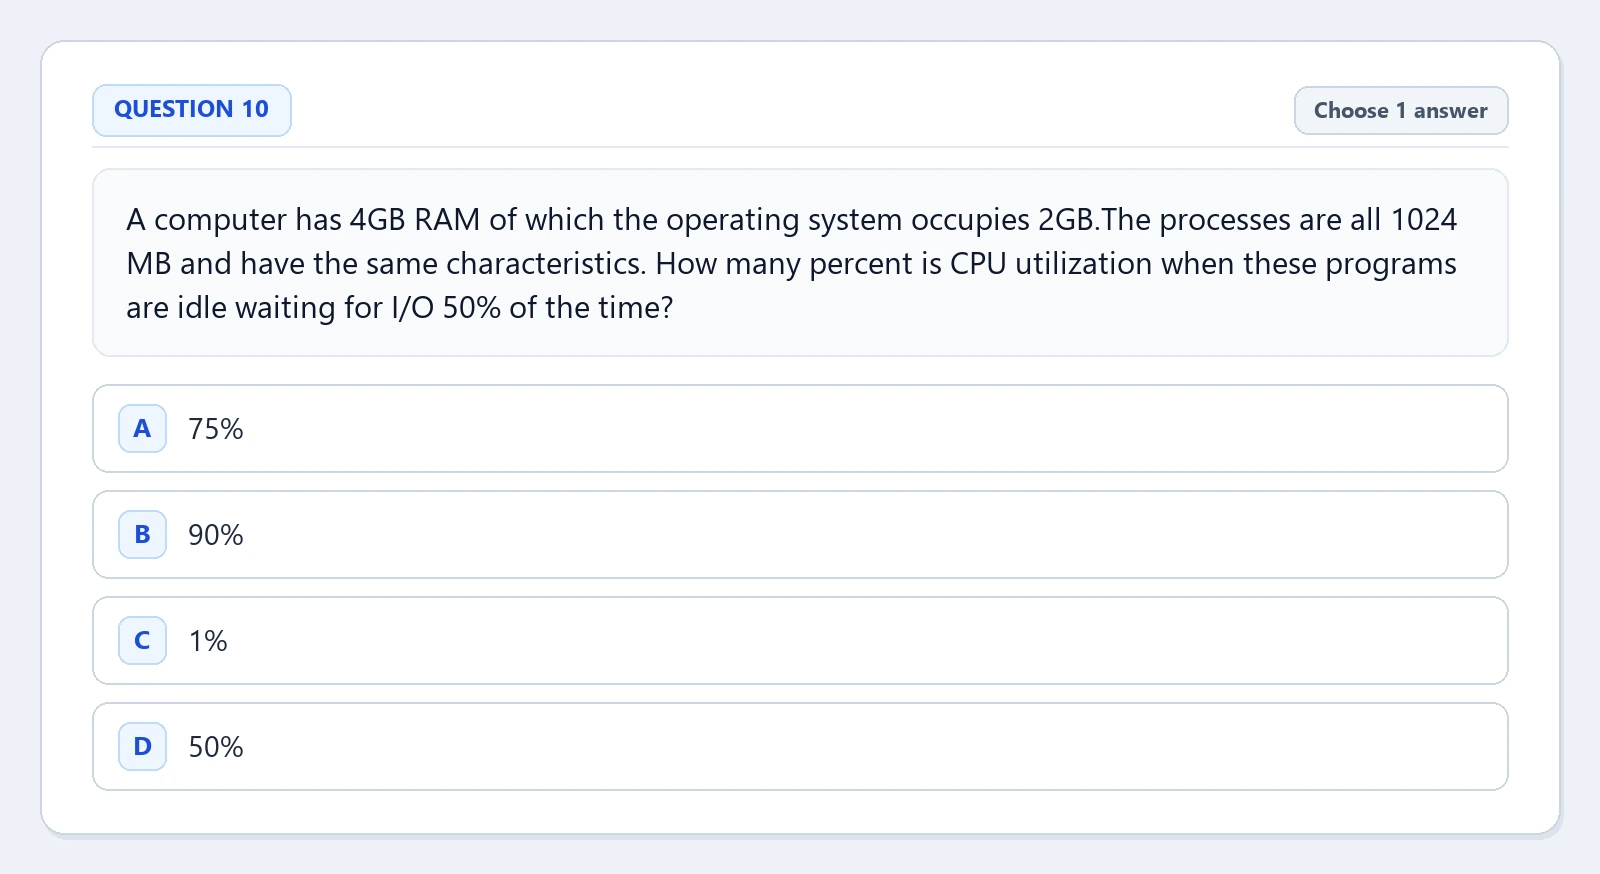 QUESTION 10
Choose 1 answer
A computer has 4GB RAM of which the operating system occupies 2GB.The processes are all 1024
MB and have the same characteristics. How many percent is CPU utilization when these programs
are idle waiting for I/O 50% of the time?
A 75%
B 90%
C 1%
D 50%